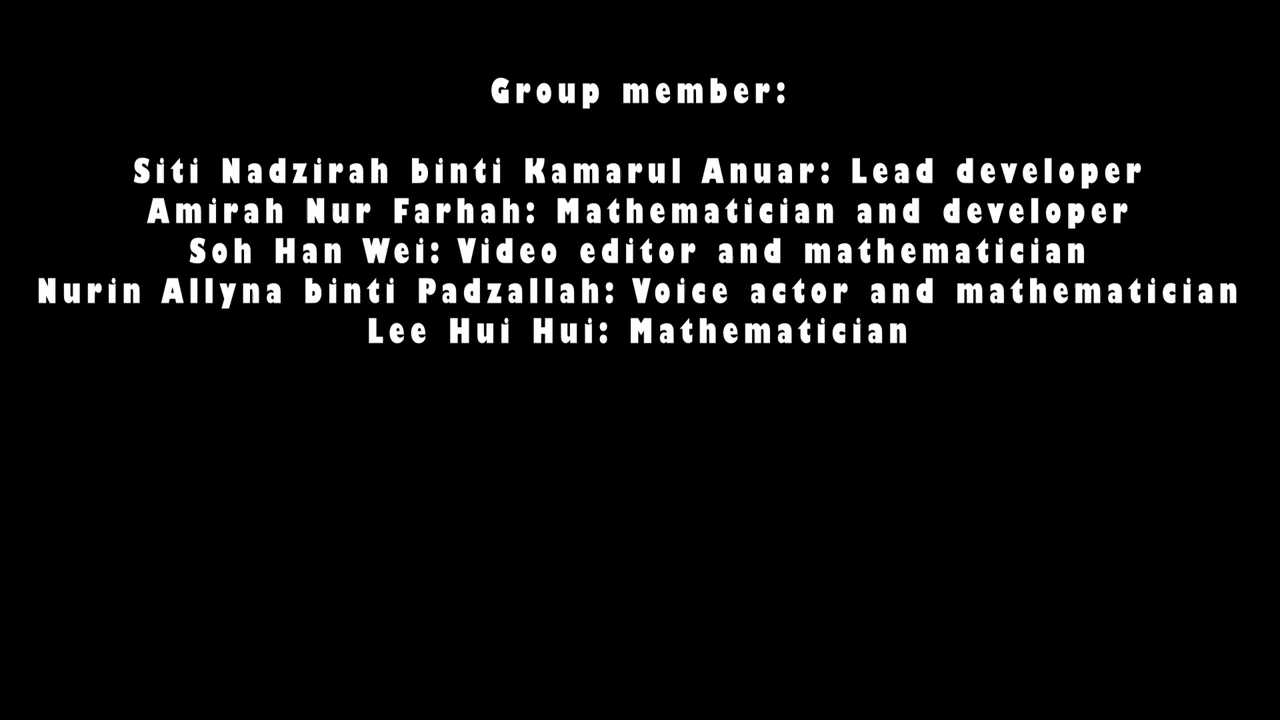 Group member:
Siti Nadzirah binti Kamarul Anuar: Lead developer
Amirah Nur Farhah: Mathematician and developer
Soh Han Wei: Video editor and mathematician
Nurin Allyna binti Padzallah: Voice actor and mathematician
Lee Hui Hui: Mathematician